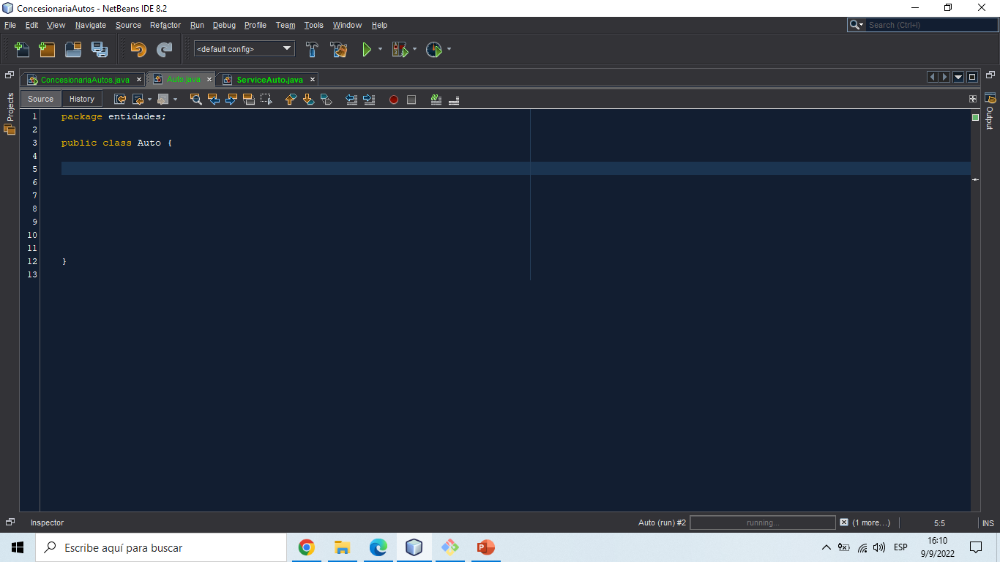 ConcesionariaAutos - NetBeans IDE 8.2
File Edit View Navigate Source Refactor Run Debug Profile Team Tools Window Help
Search (Ctrl+I)
<default config>
ConcesionariaAutos.java Auto.java ServiceAuto.java
Projects
Source History
Output
1 package entidades;
2
3 public class Auto {
4
5
6
7
8
9
10
11
12 }
13
Inspector
Auto (run) #2 running... (1 more...) 5:5 INS
Escribe aquí para buscar
ESP
16:10
9/9/2022